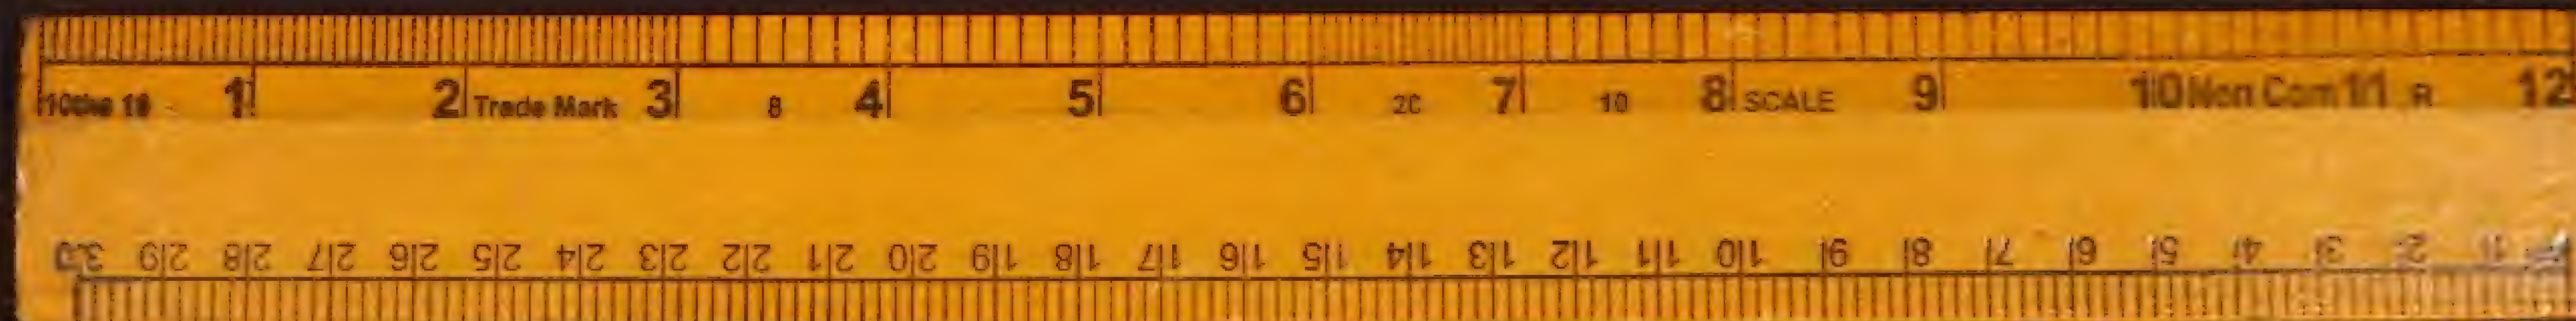 10ths 16 1 2 Trade Mark 3 8 4 5 6 20 7 10 8 SCALE 9 10 Non Com 11 R 12
30 29 28 27 26 25 24 23 22 21 20 19 18 17 16 15 14 13 12 11 10 9 8 7 6 5 4 3 2 1